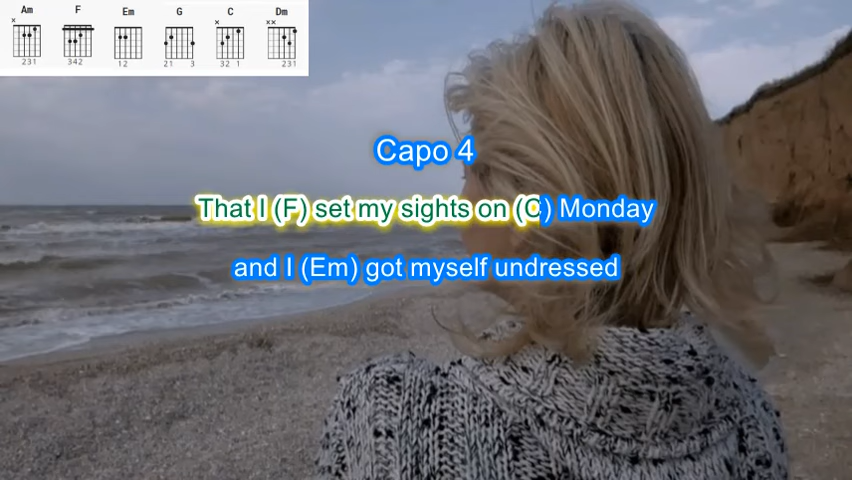 Am F Em G C Dm
x x xx
231 342 12 21 3 32 1 231
Capo 4
That I (F) set my sights on (C) Monday
and I (Em) got myself undressed